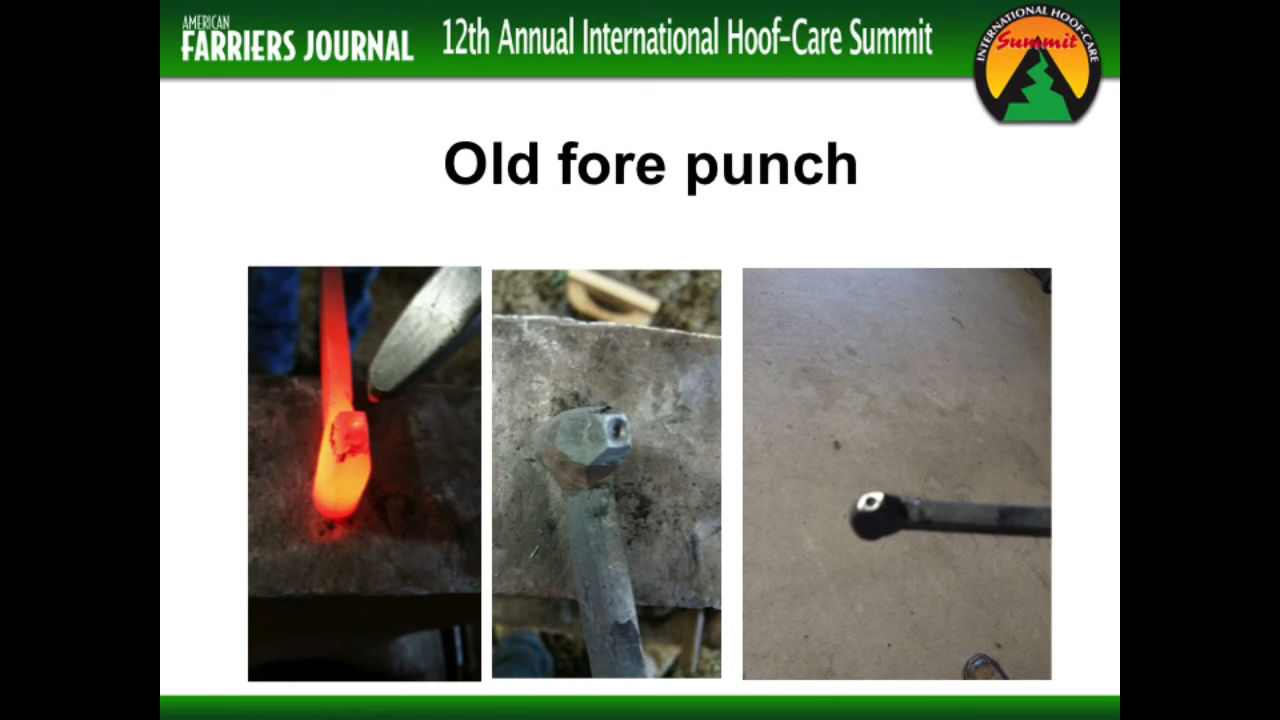 AMERICAN
FARRIERS JOURNAL
12th Annual International Hoof-Care Summit
INTERNATIONAL HOOF-CARE
Summit
Old fore punch